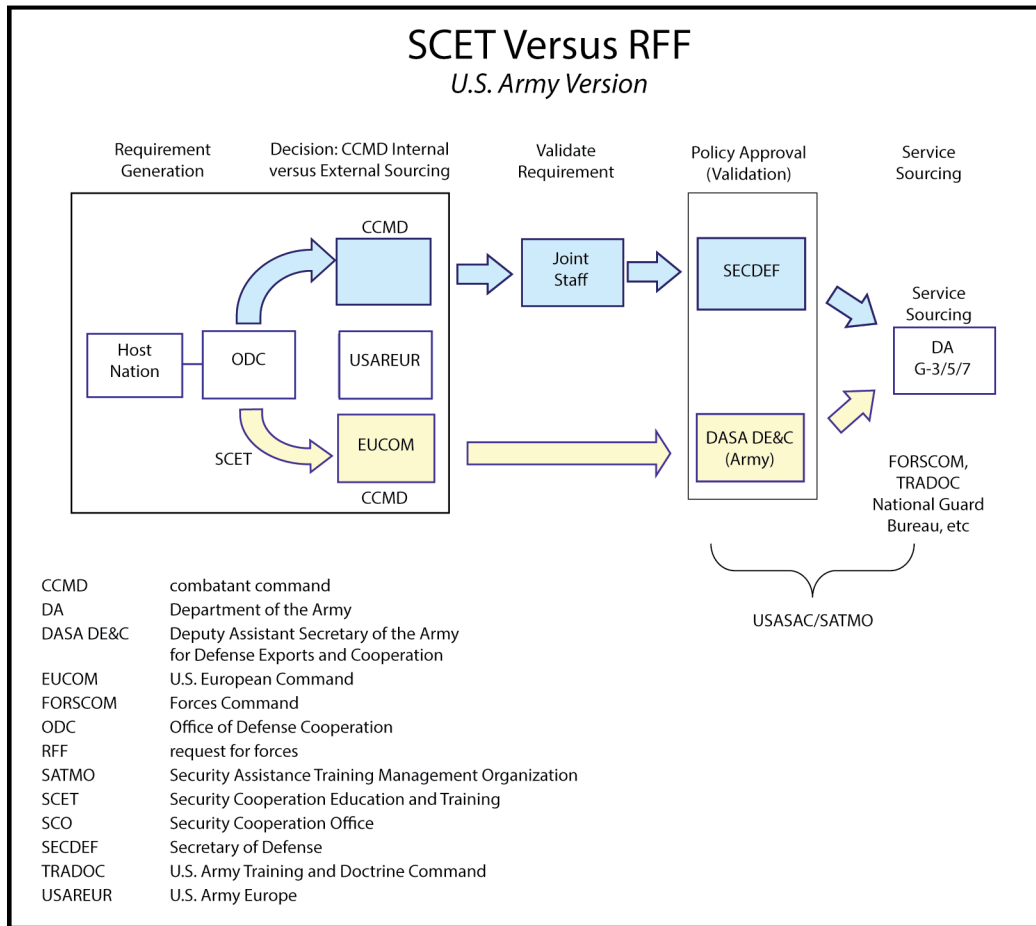 SCET Versus RFF
U.S. Army Version
Requirement
Generation
Decision: CCMD Internal
versus External Sourcing
Validate
Requirement
Policy Approval
(Validation)
Service
Sourcing
CCMD
Joint
Staff
SECDEF
Service
Sourcing
Host
Nation
ODC
USAREUR
DA
G-3/5/7
SCET
EUCOM
CCMD
DASA DE&C
(Army)
FORSCOM,
TRADOC
National Guard
Bureau, etc
USASAC/SATMO
CCMD combatant command
DA Department of the Army
DASA DE&C Deputy Assistant Secretary of the Army
for Defense Exports and Cooperation
EUCOM U.S. European Command
FORSCOM Forces Command
ODC Office of Defense Cooperation
RFF request for forces
SATMO Security Assistance Training Management Organization
SCET Security Cooperation Education and Training
SCO Security Cooperation Office
SECDEF Secretary of Defense
TRADOC U.S. Army Training and Doctrine Command
USAREUR U.S. Army Europe